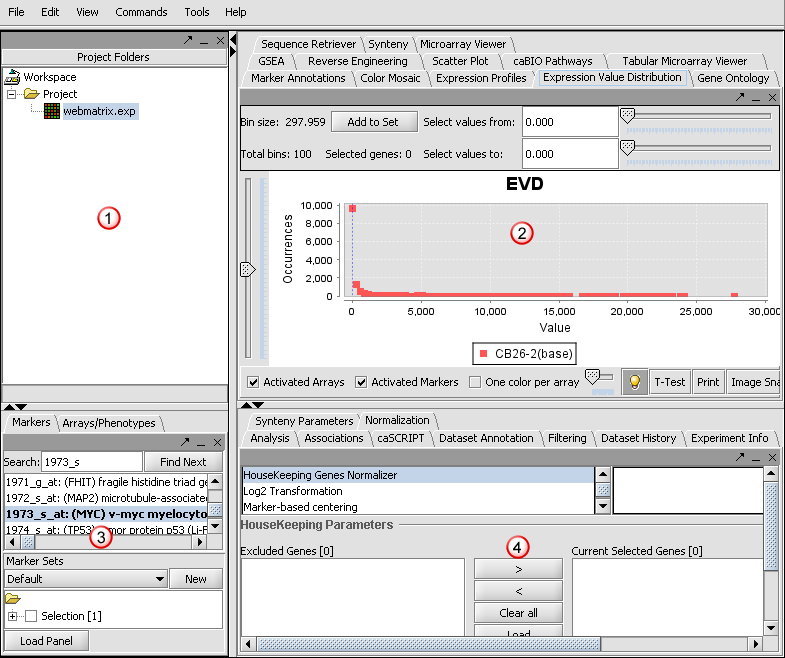 File Edit View Commands Tools Help
Project Folders
Workspace
Project
webmatrix.exp
1
Markers Arrays/Phenotypes
Search: 1973_s Find Next
1971_g_at: (FHIT) fragile histidine triad ge
1972_s_at: (MAP2) microtubule-associate
1973_s_at: (MYC) v-myc myelocyto
1974_s_at: (TP53) tumor protein p53 (Li-F
3
Marker Sets
Default New
Selection [1]
Load Panel
Sequence Retriever Synteny Microarray Viewer
GSEA Reverse Engineering Scatter Plot caBIO Pathways Tabular Microarray Viewer
Marker Annotations Color Mosaic Expression Profiles Expression Value Distribution Gene Ontology
Bin size: 297.959 Add to Set Select values from: 0.000
Total bins: 100 Selected genes: 0 Select values to: 0.000
EVD
Occurrences
10,000
8,000
6,000
4,000
2,000
0
2
0 5,000 10,000 15,000 20,000 25,000 30,000
Value
CB26-2(base)
Activated Arrays Activated Markers One color per array T-Test Print Image Sna
Synteny Parameters Normalization
Analysis Associations caSCRIPT Dataset Annotation Filtering Dataset History Experiment Info
HouseKeeping Genes Normalizer
Log2 Transformation
Marker-based centering
HouseKeeping Parameters
Excluded Genes [0] 4 Current Selected Genes [0]
>
<
Clear all
Load